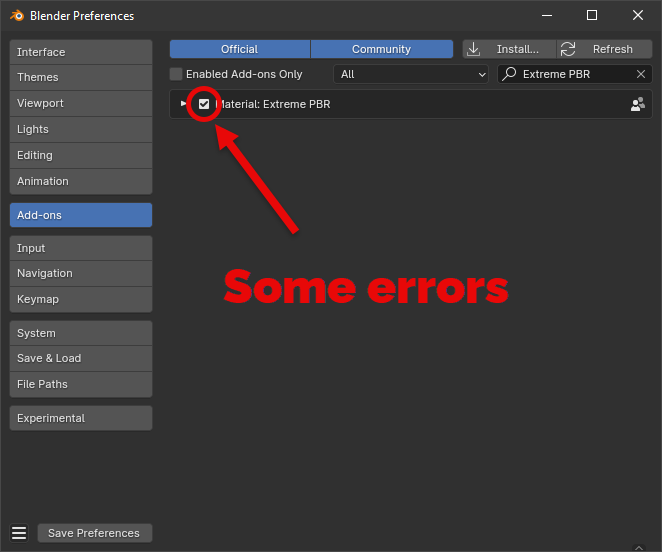 Blender Preferences
Interface
Themes
Viewport
Lights
Editing
Animation
Add-ons
Input
Navigation
Keymap
System
Save & Load
File Paths
Experimental
Save Preferences
Official Community Install... Refresh
Enabled Add-ons Only All Extreme PBR
Material: Extreme PBR
Some errors